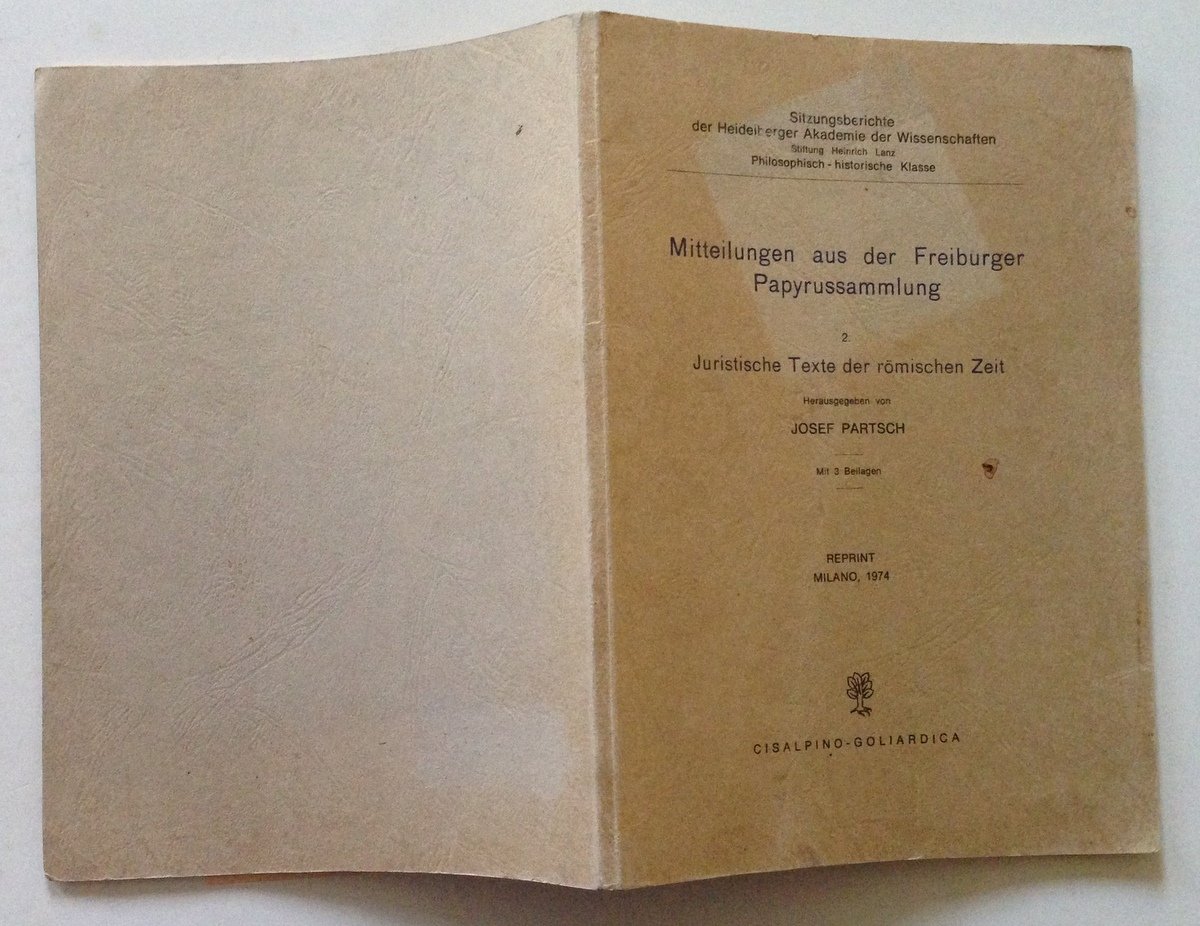 Sitzungsberichte
der Heidelberger Akademie der Wissenschaften
Stiftung Heinrich Lanz
Philosophisch - historische Klasse
Mitteilungen aus der Freiburger
Papyrussammlung
2.
Juristische Texte der römischen Zeit
Herausgegeben von
JOSEF PARTSCH
Mit 3 Beilagen
REPRINT
MILANO, 1974
CISALPINO-GOLIARDICA